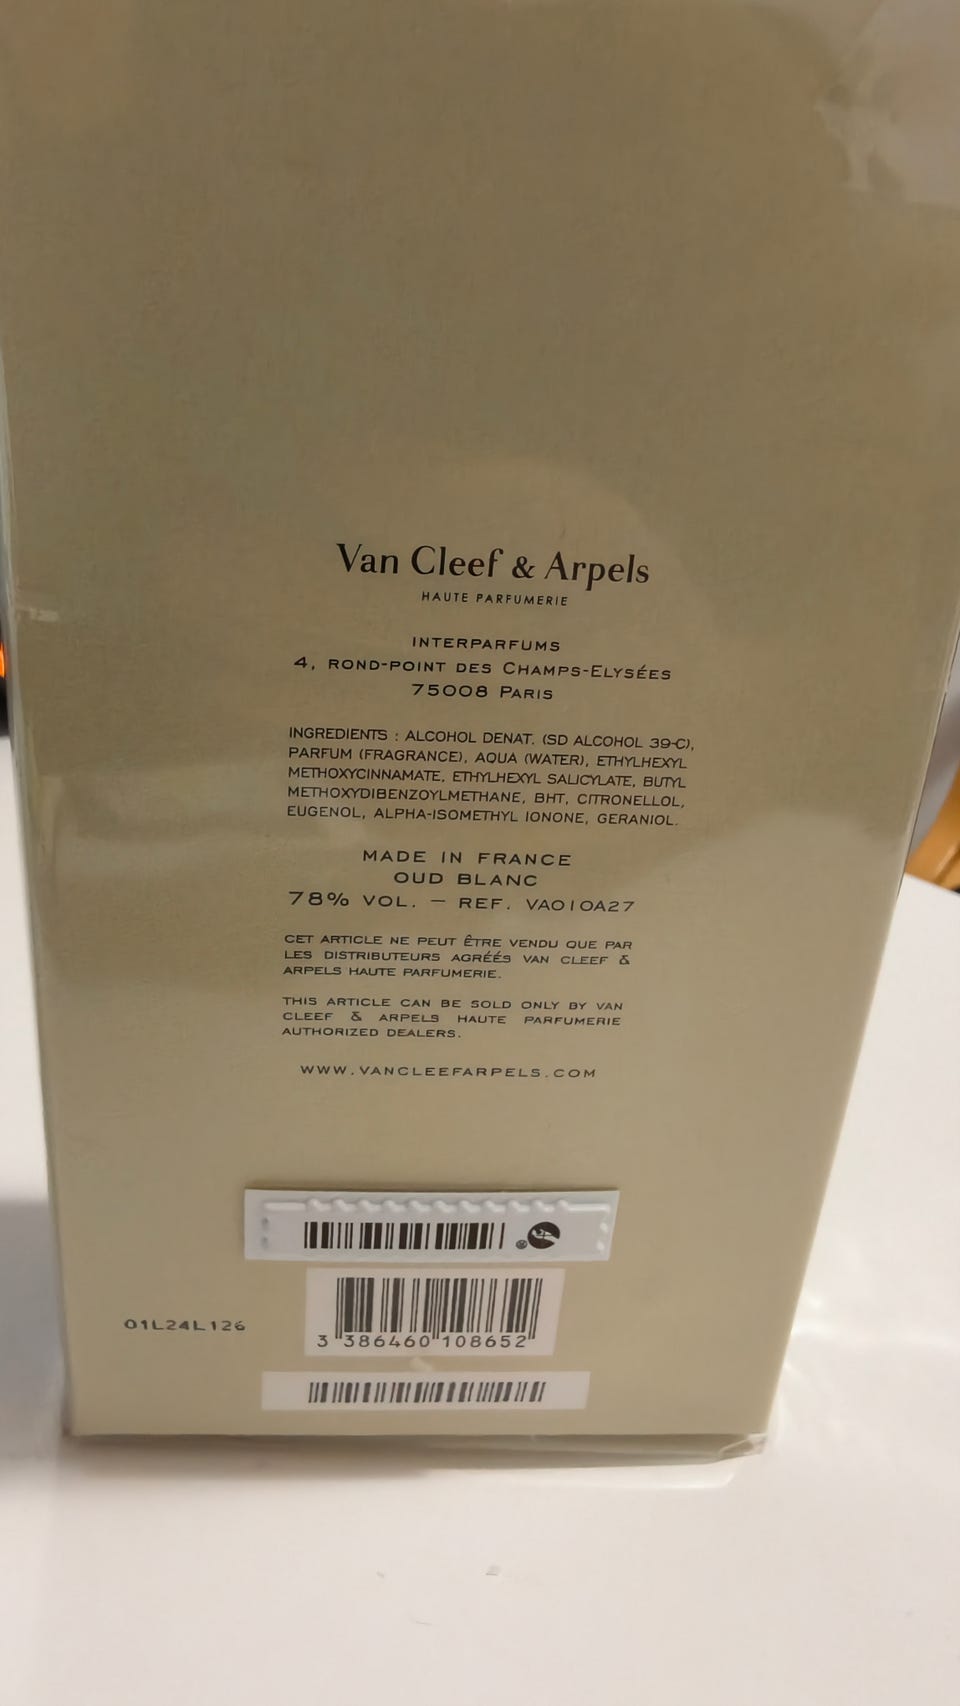 Van Cleef & Arpels
HAUTE PARFUMERIE
INTERPARFUMS
4, ROND-POINT DES CHAMPS-ELYSÉES
75008 PARIS
INGREDIENTS : ALCOHOL DENAT. (SD ALCOHOL 39-C),
PARFUM (FRAGRANCE), AQUA (WATER), ETHYLHEXYL
METHOXYCINNAMATE, ETHYLHEXYL SALICYLATE, BUTYL
METHOXYDIBENZOYLMETHANE, BHT, CITRONELLOL,
EUGENOL, ALPHA-ISOMETHYL IONONE, GERANIOL.
MADE IN FRANCE
OUD BLANC
78% VOL. – REF. VA010A27
CET ARTICLE NE PEUT ÊTRE VENDU QUE PAR
LES DISTRIBUTEURS AGRÉÉS VAN CLEEF &
ARPELS HAUTE PARFUMERIE.
THIS ARTICLE CAN BE SOLD ONLY BY VAN
CLEEF & ARPELS HAUTE PARFUMERIE
AUTHORIZED DEALERS.
WWW.VANCLEEFARPELS.COM
®
01L24L126
3 386460 108652